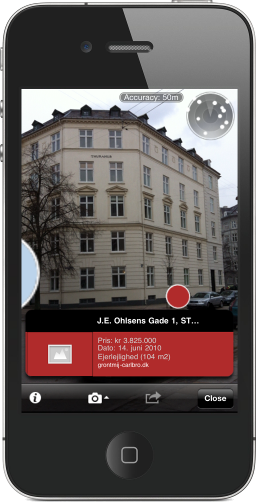 Accuracy: 50m
J.E. Ohlsens Gade 1, ST...
Pris: kr 3.825.000
Dato: 14. juni 2010
Ejerlejlighed (104 m2)
grontmij-carlbro.dk
Close